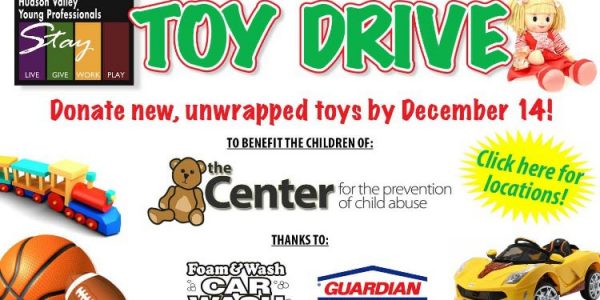 Hudson Valley
Young Professionals
Stay
LIVE GIVE WORK PLAY
TOY DRIVE
Donate new, unwrapped toys by December 14!
TO BENEFIT THE CHILDREN OF:
the
Center for the prevention
of child abuse
Click here for
locations!
THANKS TO:
Foam & Wash
CAR
WASH
GUARDIAN